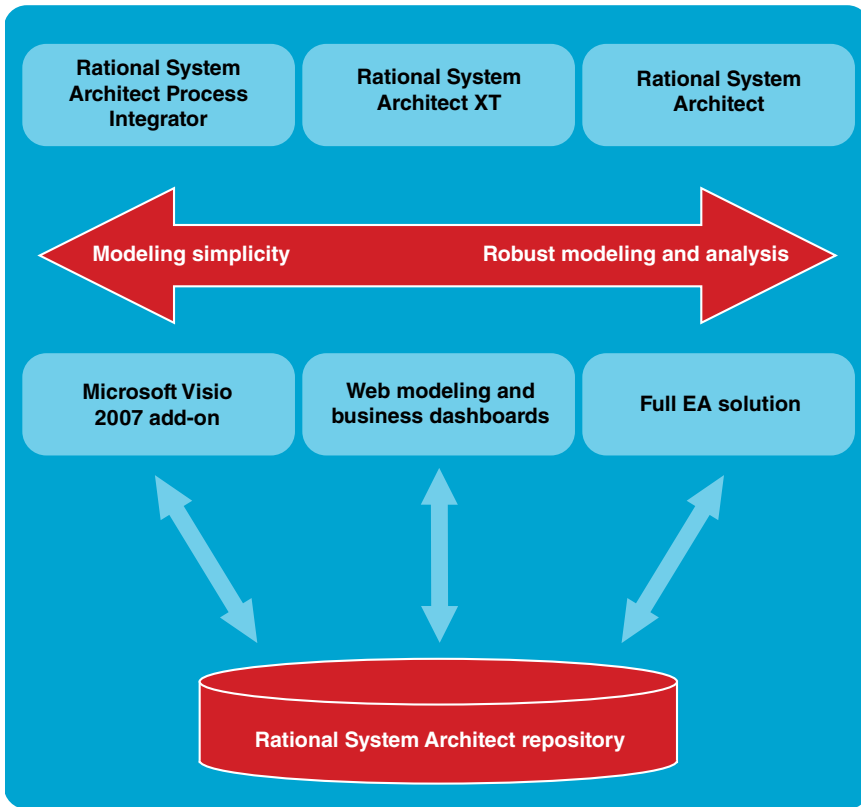 Rational System
Architect Process
Integrator
Rational System
Architect XT
Rational System
Architect
Modeling simplicity
Robust modeling and analysis
Microsoft Visio
2007 add-on
Web modeling and
business dashboards
Full EA solution
Rational System Architect repository